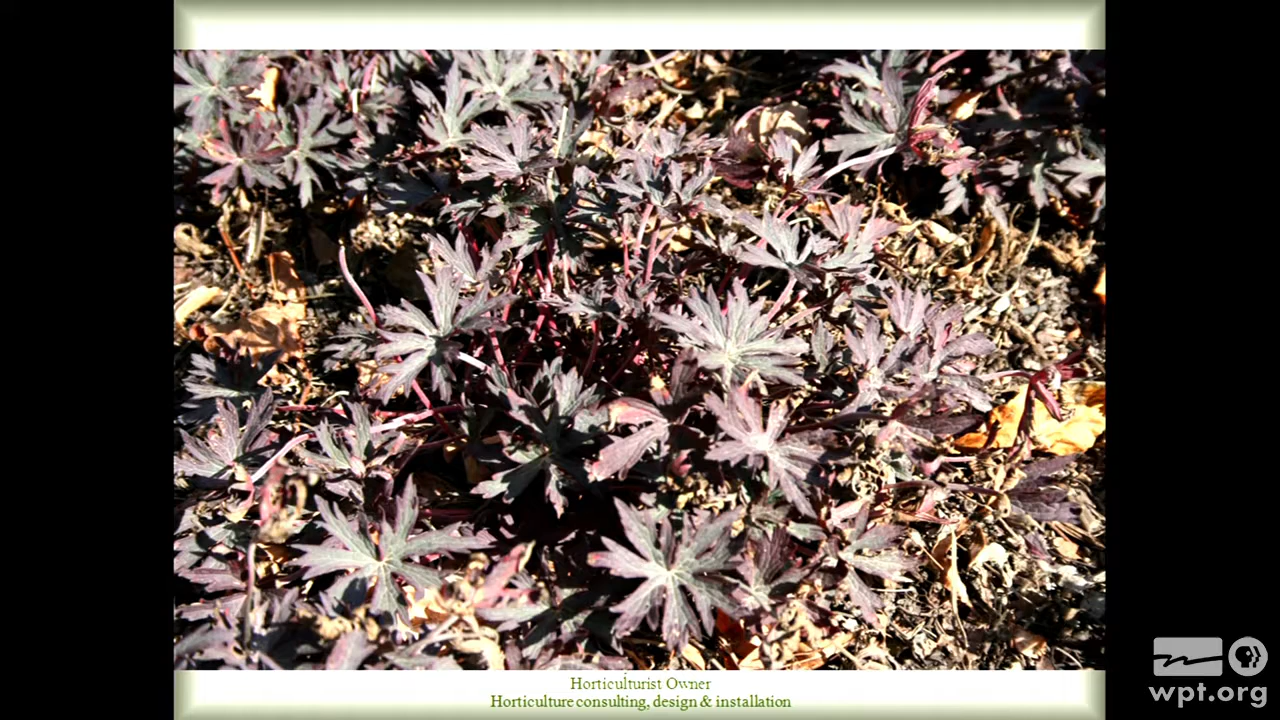 Horticulturist Owner
Horticulture consulting, design & installation
wpt.org